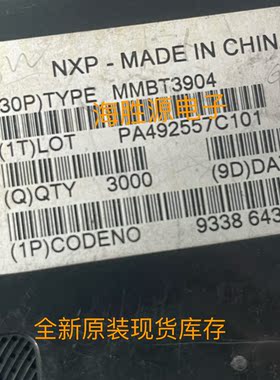 NXP - MADE IN CHIN
30P)TYPE MMBT3904
海胜源电子
(1T)LOT PA492557C101
(Q)QTY 3000 (9D)DA
(1P)CODENO 9338 643
全新原装现货库存